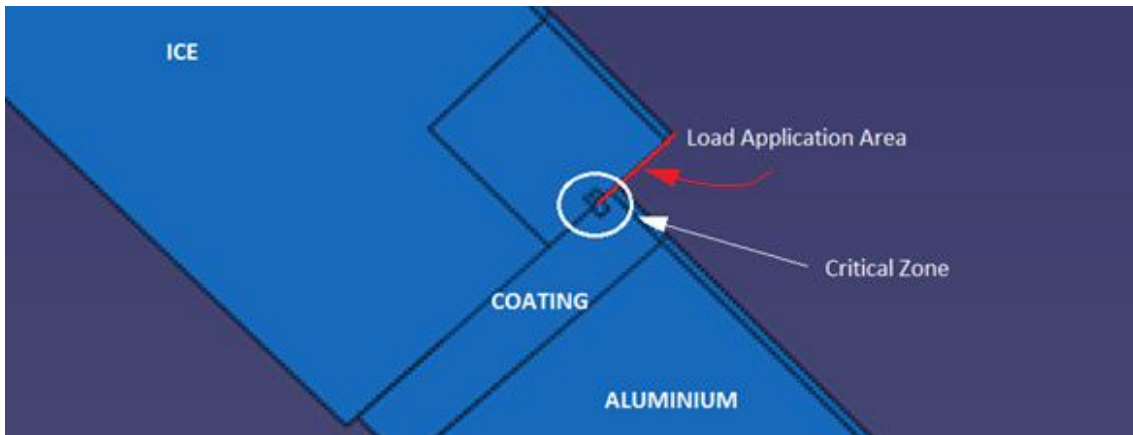 ICE
Load Application Area
Critical Zone
COATING
ALUMINIUM